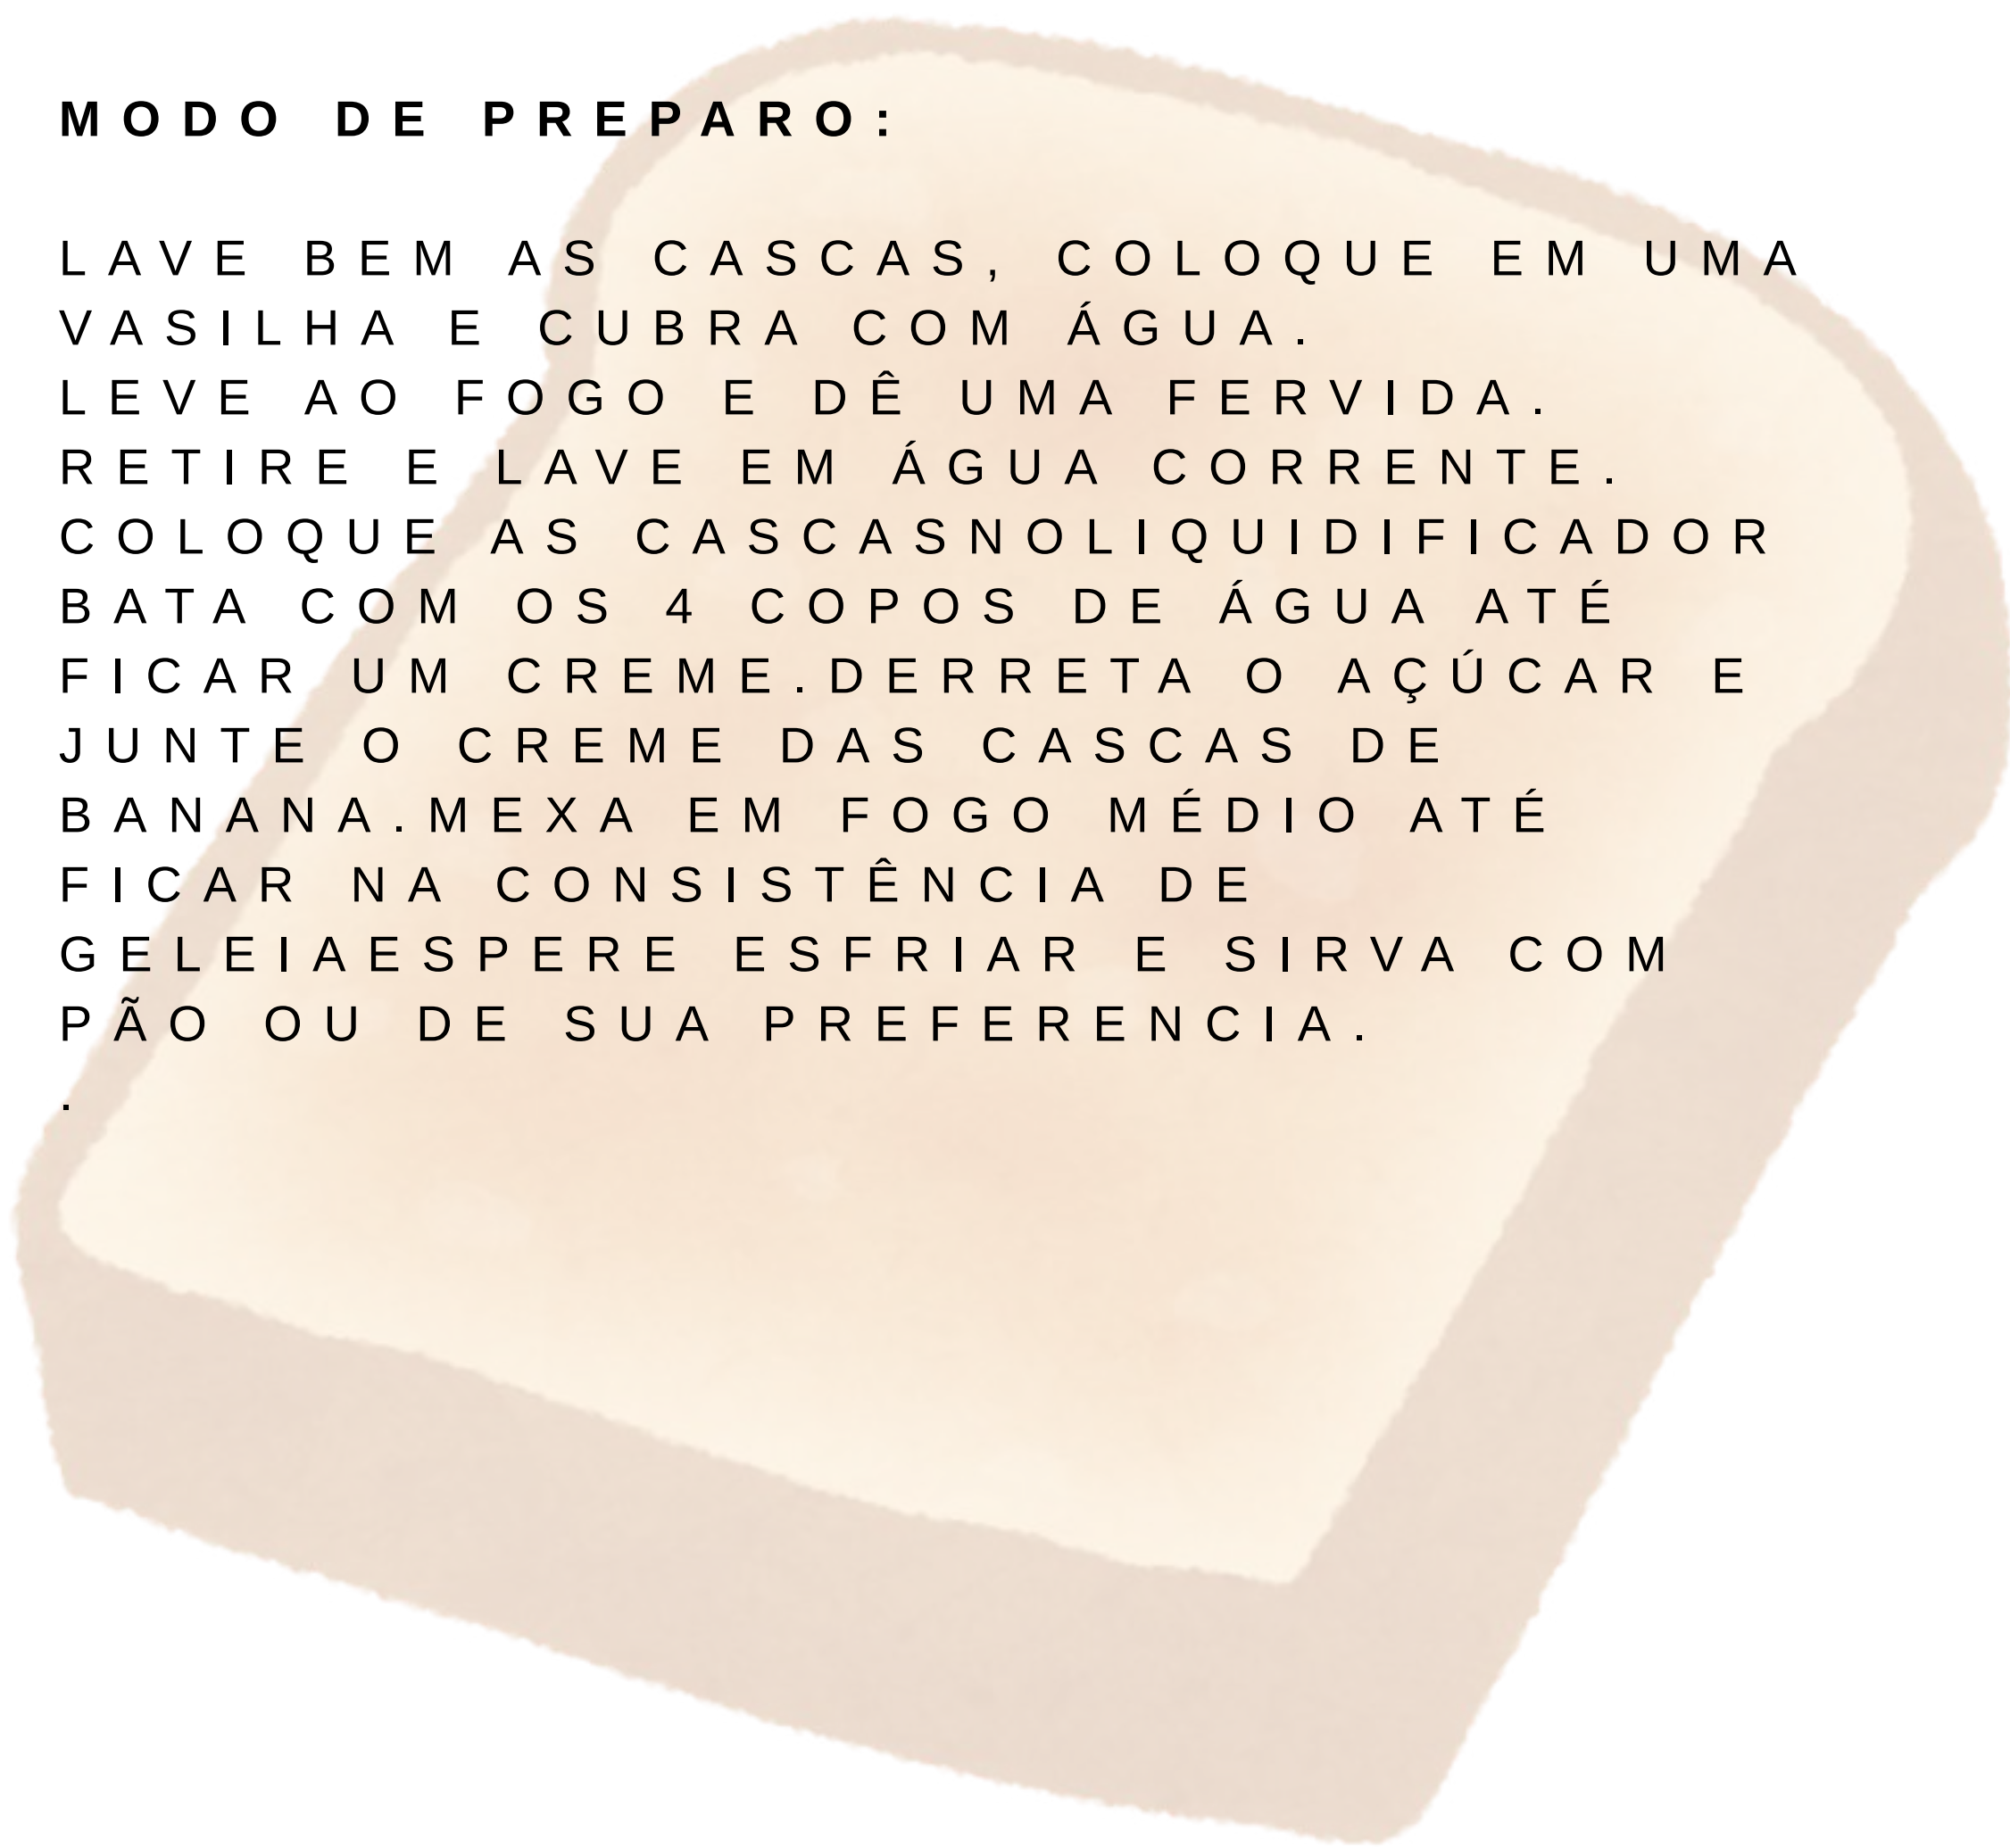 MODO DE PREPARO:
LAVE BEM AS CASCAS, COLOQUE EM UMA
VASILHA E CUBRA COM ÁGUA.
LEVE AO FOGO E DÊ UMA FERVIDA.
RETIRE E LAVE EM ÁGUA CORRENTE.
COLOQUE AS CASCASNOLIQUIDIFICADOR
BATA COM OS 4 COPOS DE ÁGUA ATÉ
FICAR UM CREME.DERRETA O AÇÚCAR E
JUNTE O CREME DAS CASCAS DE
BANANA.MEXA EM FOGO MÉDIO ATÉ
FICAR NA CONSISTÊNCIA DE
GELEIAESPERE ESFRIAR E SIRVA COM
PÃO OU DE SUA PREFERENCIA.
.